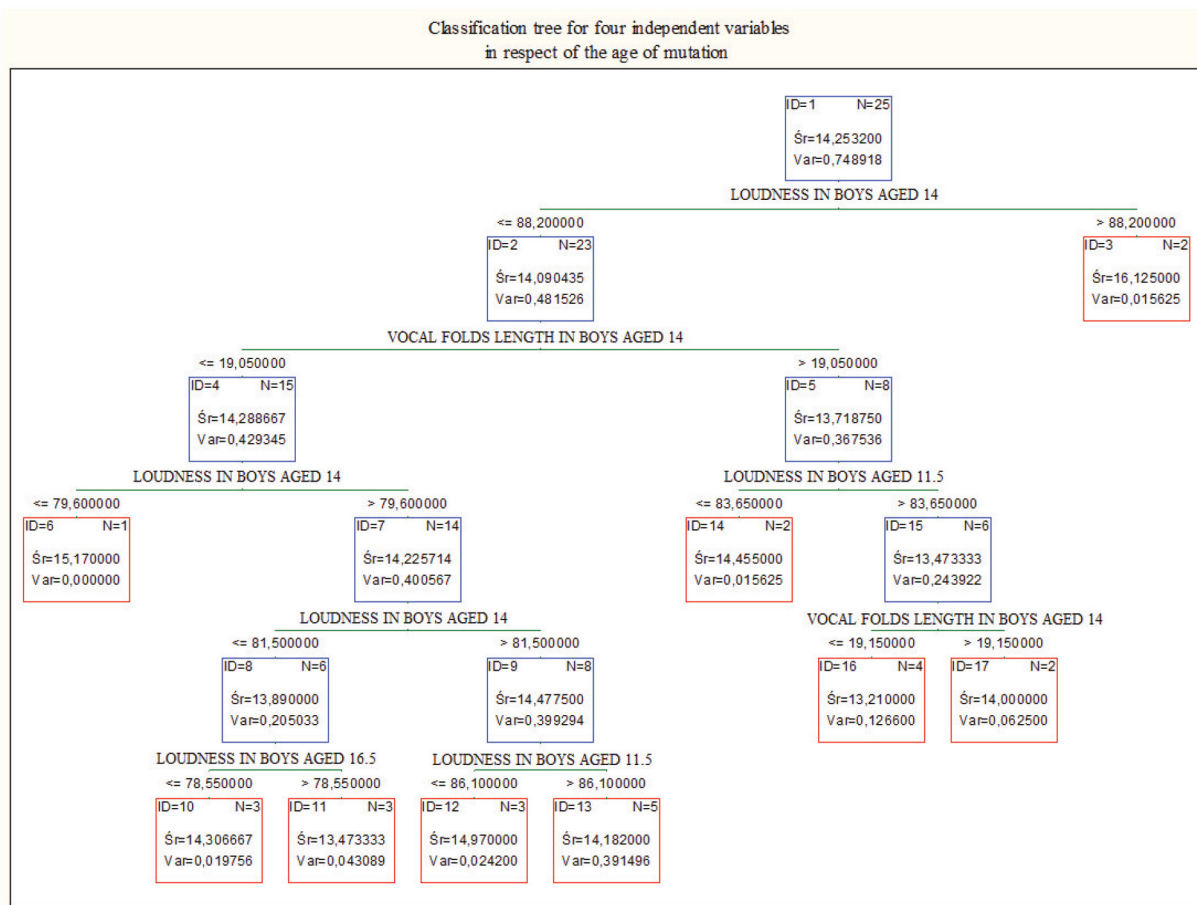 Classification tree for four independent variables
in respect of the age of mutation
ID=1 N=25
Śr=14,253200
Var=0,748918
LOUDNESS IN BOYS AGED 14
<= 88,200000 > 88,200000
ID=2 N=23 ID=3 N=2
Śr=14,090435 Śr=16,125000
Var=0,481526 Var=0,015625
VOCAL FOLDS LENGTH IN BOYS AGED 14
<= 19,050000 > 19,050000
ID=4 N=15 ID=5 N=8
Śr=14,288667 Śr=13,718750
Var=0,429345 Var=0,367536
LOUDNESS IN BOYS AGED 14 LOUDNESS IN BOYS AGED 11.5
<= 79,600000 > 79,600000 <= 83,650000 > 83,650000
ID=6 N=1 ID=7 N=14 ID=14 N=2 ID=15 N=6
Śr=15,170000 Śr=14,225714 Śr=14,455000 Śr=13,473333
Var=0,000000 Var=0,400567 Var=0,015625 Var=0,243922
LOUDNESS IN BOYS AGED 14 VOCAL FOLDS LENGTH IN BOYS AGED 14
<= 81,500000 > 81,500000 <= 19,150000 > 19,150000
ID=8 N=6 ID=9 N=8 ID=16 N=4 ID=17 N=2
Śr=13,890000 Śr=14,477500 Śr=13,210000 Śr=14,000000
Var=0,205033 Var=0,399294 Var=0,126600 Var=0,062500
LOUDNESS IN BOYS AGED 16.5 LOUDNESS IN BOYS AGED 11.5
<= 78,550000 > 78,550000 <= 86,100000 > 86,100000
ID=10 N=3 ID=11 N=3 ID=12 N=3 ID=13 N=5
Śr=14,306667 Śr=13,473333 Śr=14,970000 Śr=14,182000
Var=0,019756 Var=0,043089 Var=0,024200 Var=0,391496